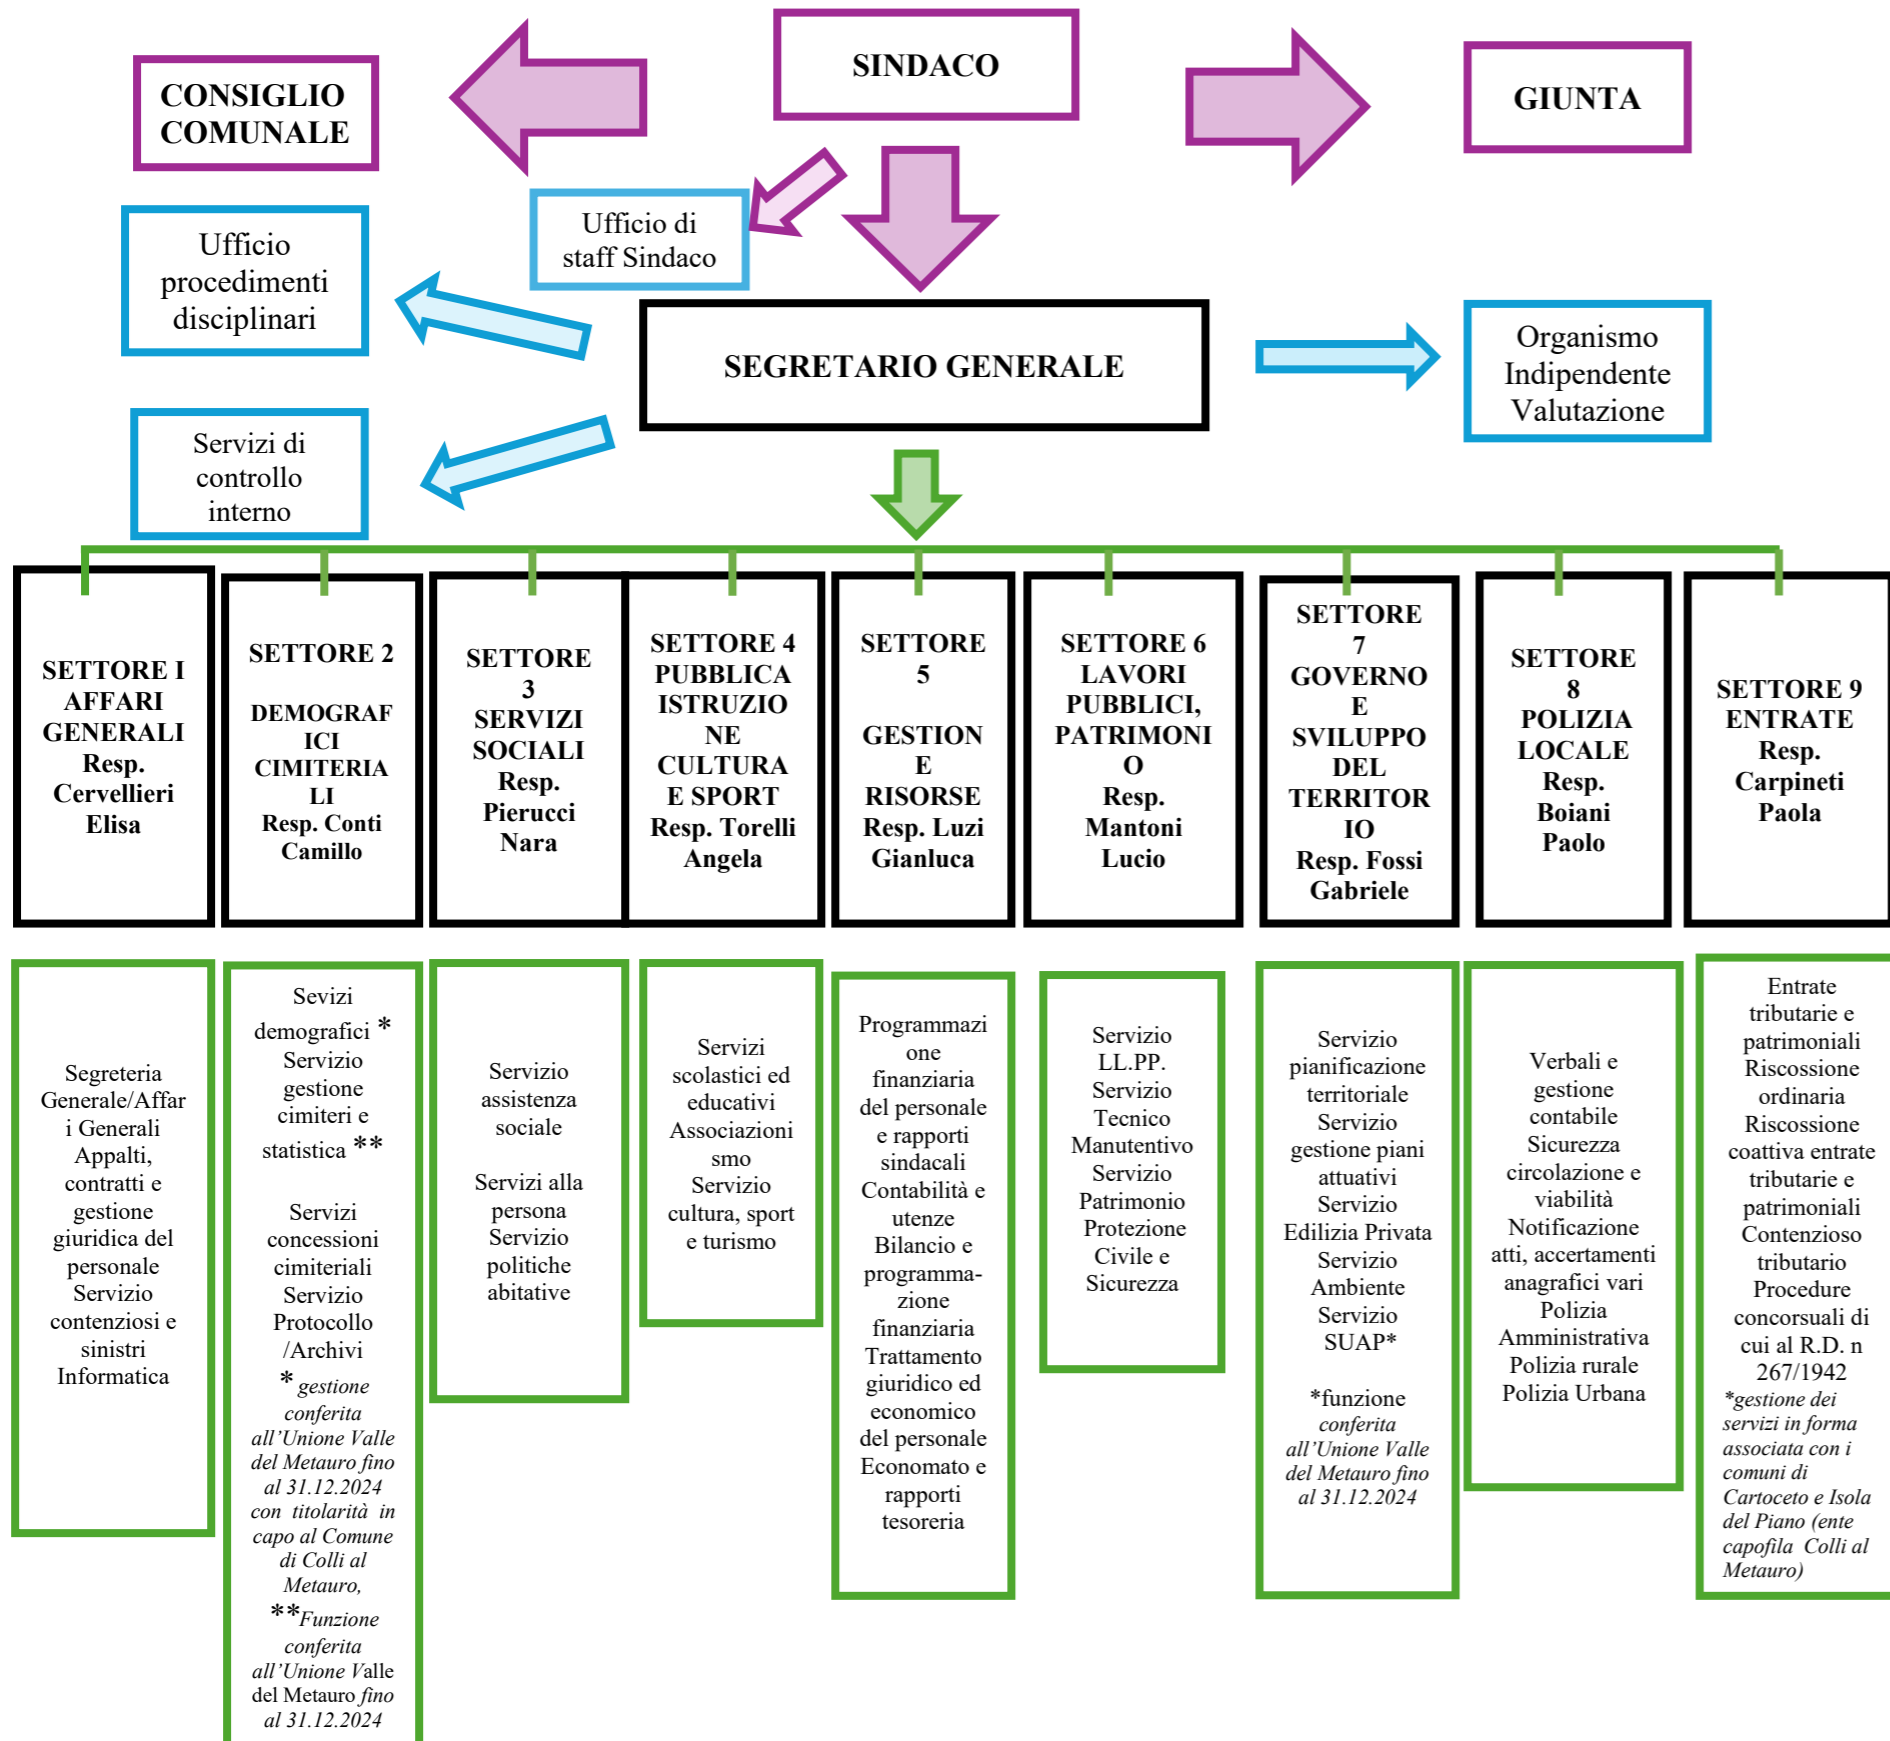 SINDACO
CONSIGLIO
COMUNALE
GIUNTA
Ufficio di
staff Sindaco
Ufficio
procedimenti
disciplinari
SEGRETARIO GENERALE
Organismo
Indipendente
Valutazione
Servizi di
controllo
interno
SETTORE I
AFFARI
GENERALI
Resp.
Cervellieri
Elisa
SETTORE 2
DEMOGRAF
ICI
CIMITERIA
LI
Resp. Conti
Camillo
SETTORE
3
SERVIZI
SOCIALI
Resp.
Pierucci
Nara
SETTORE 4
PUBBLICA
ISTRUZIO
NE
CULTURA
E SPORT
Resp. Torelli
Angela
SETTORE
5
GESTION
E
RISORSE
Resp. Luzi
Gianluca
SETTORE 6
LAVORI
PUBBLICI,
PATRIMONI
O
Resp.
Mantoni
Lucio
SETTORE
7
GOVERNO
E
SVILUPPO
DEL
TERRITOR
IO
Resp. Fossi
Gabriele
SETTORE
8
POLIZIA
LOCALE
Resp.
Boiani
Paolo
SETTORE 9
ENTRATE
Resp.
Carpineti
Paola
Segreteria
Generale/Affar
i Generali
Appalti,
contratti e
gestione
giuridica del
personale
Servizio
contenziosi e
sinistri
Informatica
Sevizi
demografici *
Servizio
gestione
cimiteri e
statistica **
Servizi
concessioni
cimiteriali
Servizio
Protocollo
/Archivi
* gestione
conferita
all’Unione Valle
del Metauro fino
al 31.12.2024
con titolarità in
capo al Comune
di Colli al
Metauro,
**Funzione
conferita
all’Unione Valle
del Metauro fino
al 31.12.2024
Servizio
assistenza
sociale
Servizi alla
persona
Servizio
politiche
abitative
Servizi
scolastici ed
educativi
Associazioni
smo
Servizio
cultura, sport
e turismo
Programmazi
one
finanziaria
del personale
e rapporti
sindacali
Contabilità e
utenze
Bilancio e
programma-
zione
finanziaria
Trattamento
giuridico ed
economico
del personale
Economato e
rapporti
tesoreria
Servizio
LL.PP.
Servizio
Tecnico
Manutentivo
Servizio
Patrimonio
Protezione
Civile e
Sicurezza
Servizio
pianificazione
territoriale
Servizio
gestione piani
attuativi
Servizio
Edilizia Privata
Servizio
Ambiente
Servizio
SUAP*
*funzione
conferita
all’Unione Valle
del Metauro fino
al 31.12.2024
Verbali e
gestione
contabile
Sicurezza
circolazione e
viabilità
Notificazione
atti, accertamenti
anagrafici vari
Polizia
Amministrativa
Polizia rurale
Polizia Urbana
Entrate
tributarie e
patrimoniali
Riscossione
ordinaria
Riscossione
coattiva entrate
tributarie e
patrimoniali
Contenzioso
tributario
Procedure
concorsuali di
cui al R.D. n
267/1942
*gestione dei
servizi in forma
associata con i
comuni di
Cartoceto e Isola
del Piano (ente
capofila Colli al
Metauro)